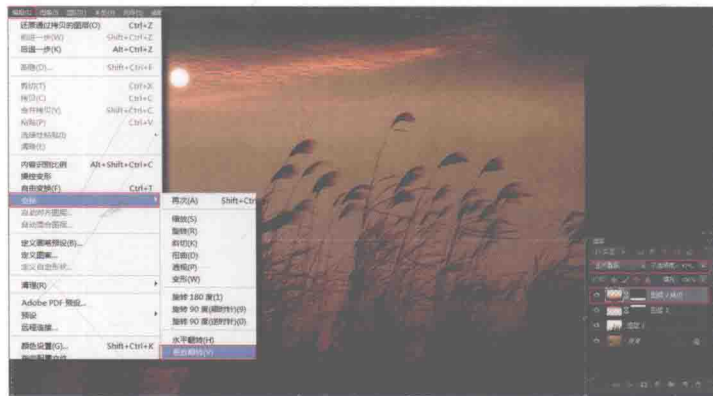 还原通过拷贝的图层(O) Ctrl+Z
前进一步(W) Shift+Ctrl+Z
后退一步(K) Alt+Ctrl+Z
渐隐(D)... Shift+Ctrl+F
剪切(T) Ctrl+X
拷贝(C) Ctrl+C
合并拷贝(Y) Shift+Ctrl+C
粘贴(P) Ctrl+V
选择性粘贴(I)
清除(E)
内容识别比例 Alt+Shift+Ctrl+C
操控变形
自由变换(F) Ctrl+T
变换
自动对齐图层...
自动混合图层...
定义画笔预设(B)...
定义图案...
定义自定形状...
清理(R)
Adobe PDF 预设...
预设
远程连接...
颜色设置(G)... Shift+Ctrl+K
再次(A) Shift+Ctr
缩放(S)
旋转(R)
斜切(K)
扭曲(D)
透视(P)
变形(W)
旋转 180 度(1)
旋转 90 度(顺时针)(9)
旋转 90 度(逆时针)(0)
水平翻转(H)
垂直翻转(V)